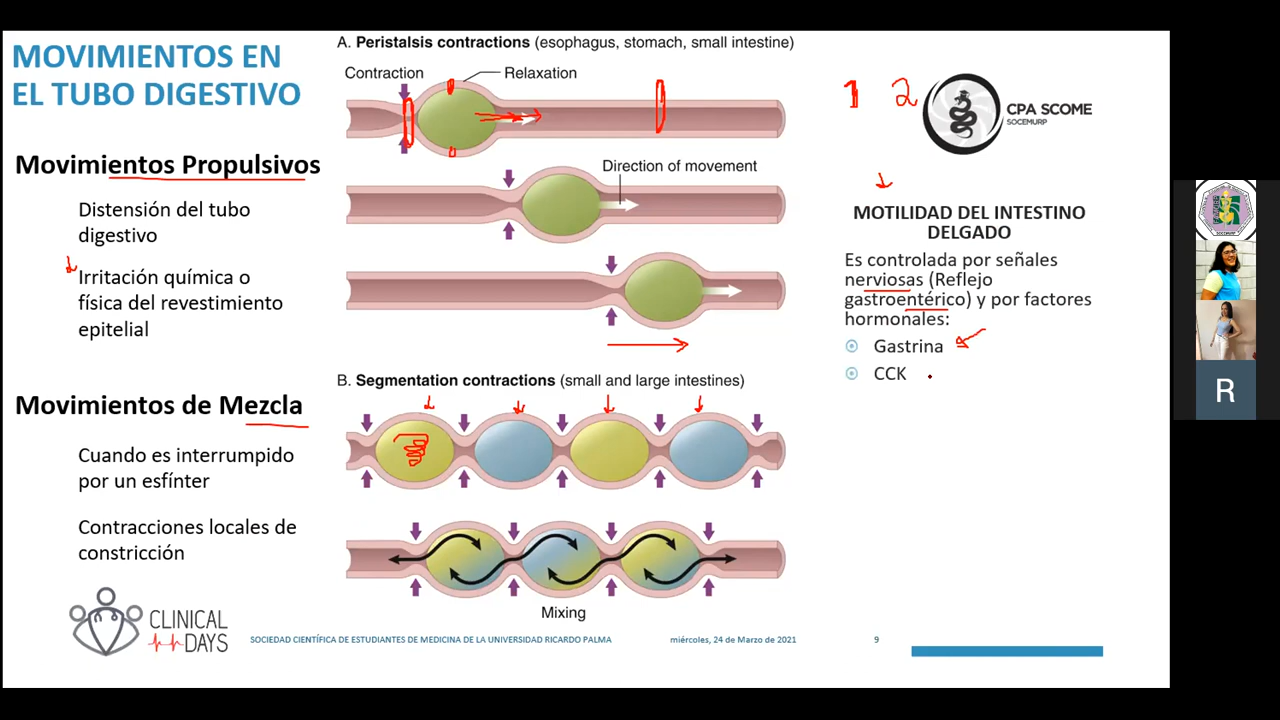 MOVIMIENTOS EN
EL TUBO DIGESTIVO
Movimientos Propulsivos
Distensión del tubo
digestivo
Irritación química o
física del revestimiento
epitelial
Movimientos de Mezcla
Cuando es interrumpido
por un esfínter
Contracciones locales de
constricción
CLINICAL
DAYS
A. Peristalsis contractions (esophagus, stomach, small intestine)
Contraction
Relaxation
Direction of movement
B. Segmentation contractions (small and large intestines)
Mixing
1 2
CPA SCOME
SOCEMURP
MOTILIDAD DEL INTESTINO
DELGADO
Es controlada por señales
nerviosas (Reflejo
gastroentérico) y por factores
hormonales:
Gastrina
CCK
SOCIEDAD CIENTÍFICA DE ESTUDIANTES DE MEDICINA DE LA UNIVERSIDAD RICARDO PALMA
miércoles, 24 de Marzo de 2021
9
SOCEMURP
R